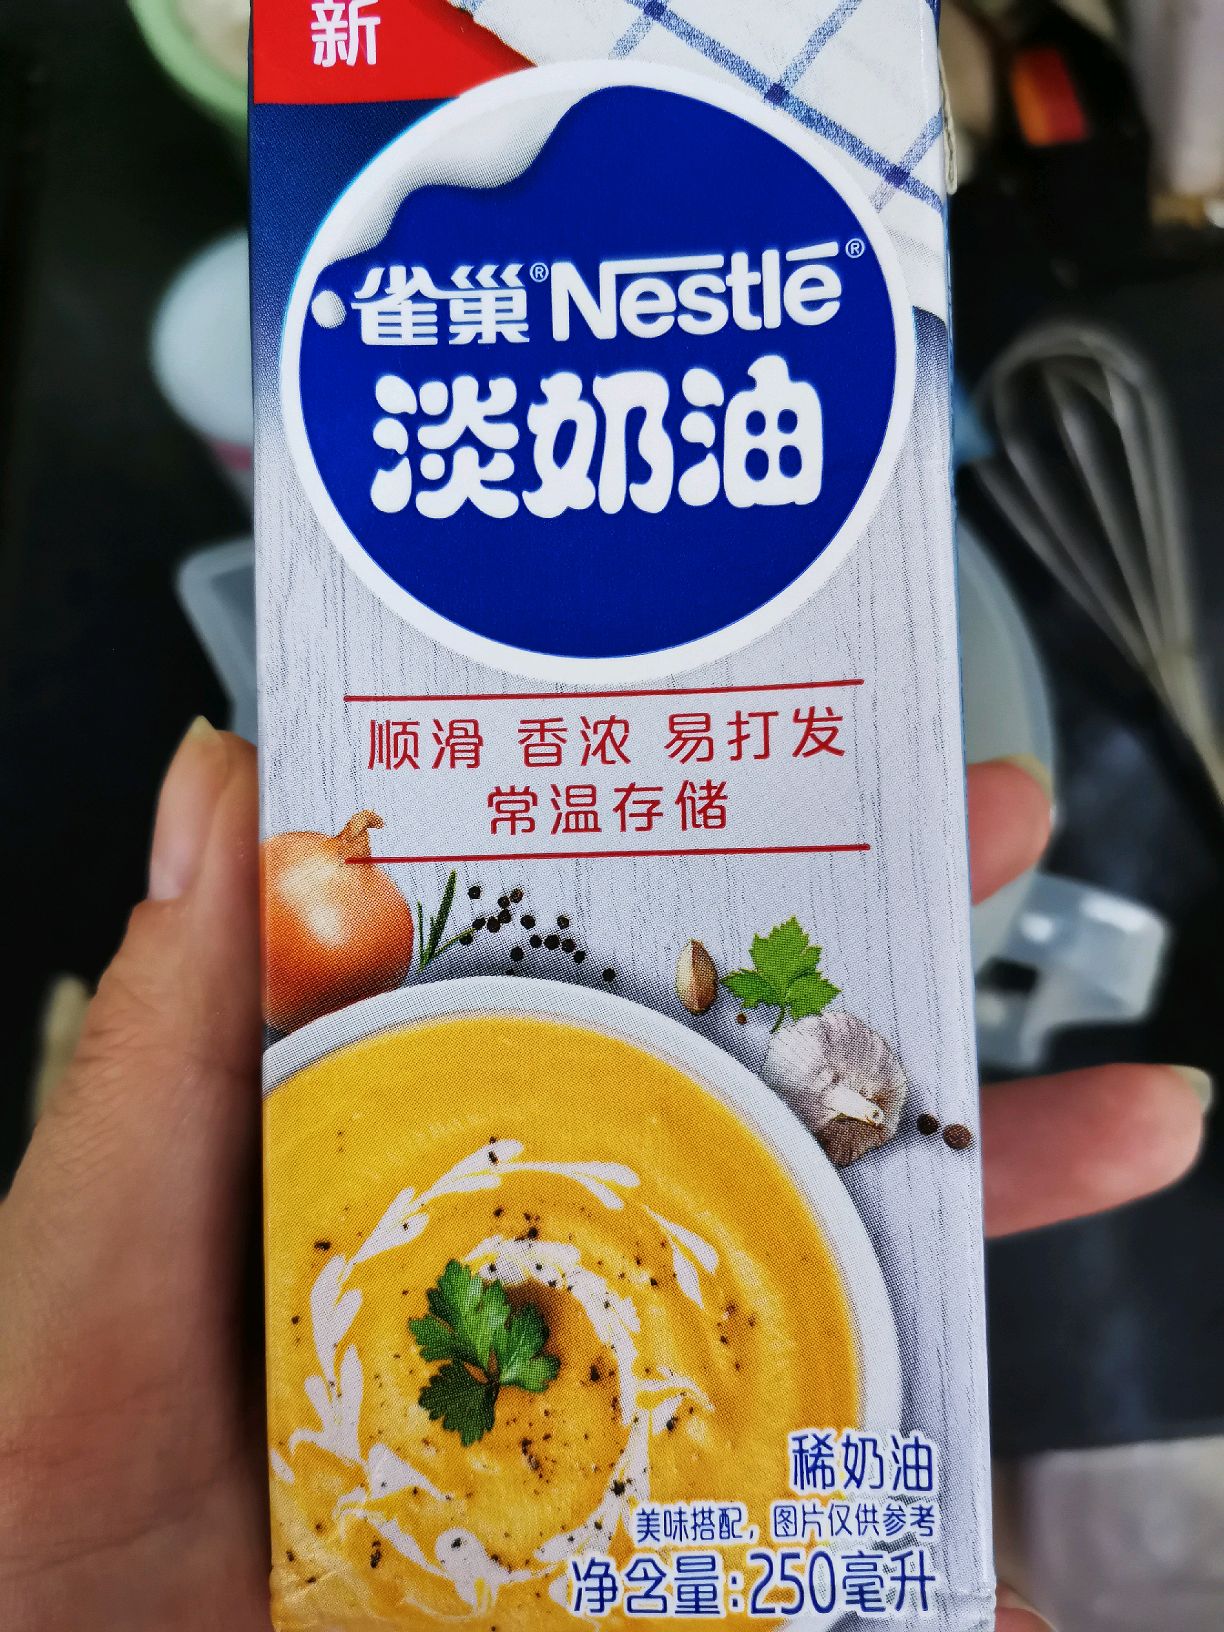 新
雀巢®Nestlé®
淡奶油
顺滑 香浓 易打发
常温存储
稀奶油
美味搭配，图片仅供参考
净含量:250毫升